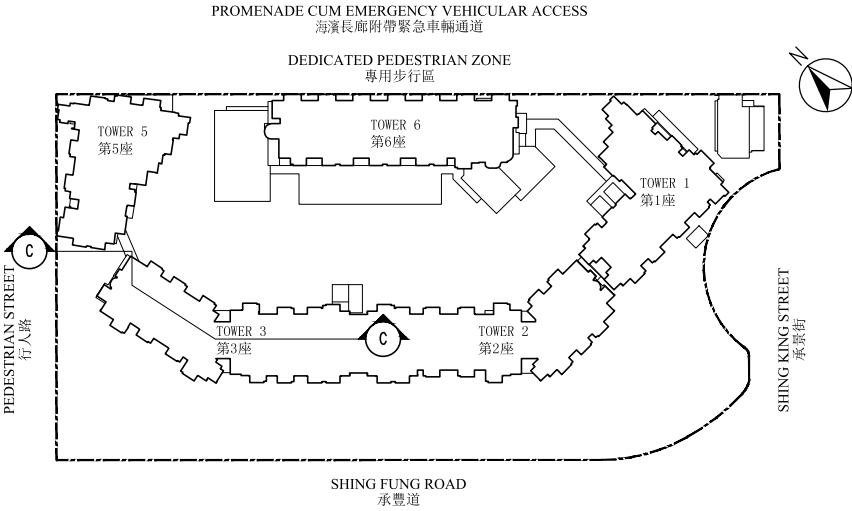 PROMENADE CUM EMERGENCY VEHICULAR ACCESS
海濱長廊附帶緊急車輛通道
DEDICATED PEDESTRIAN ZONE
專用步行區
N
TOWER 5
第5座
TOWER 6
第6座
TOWER 1
第1座
C
PEDESTRIAN STREET
行人路
TOWER 3
第3座
C
TOWER 2
第2座
SHING KING STREET
承景街
SHING FUNG ROAD
承豐道